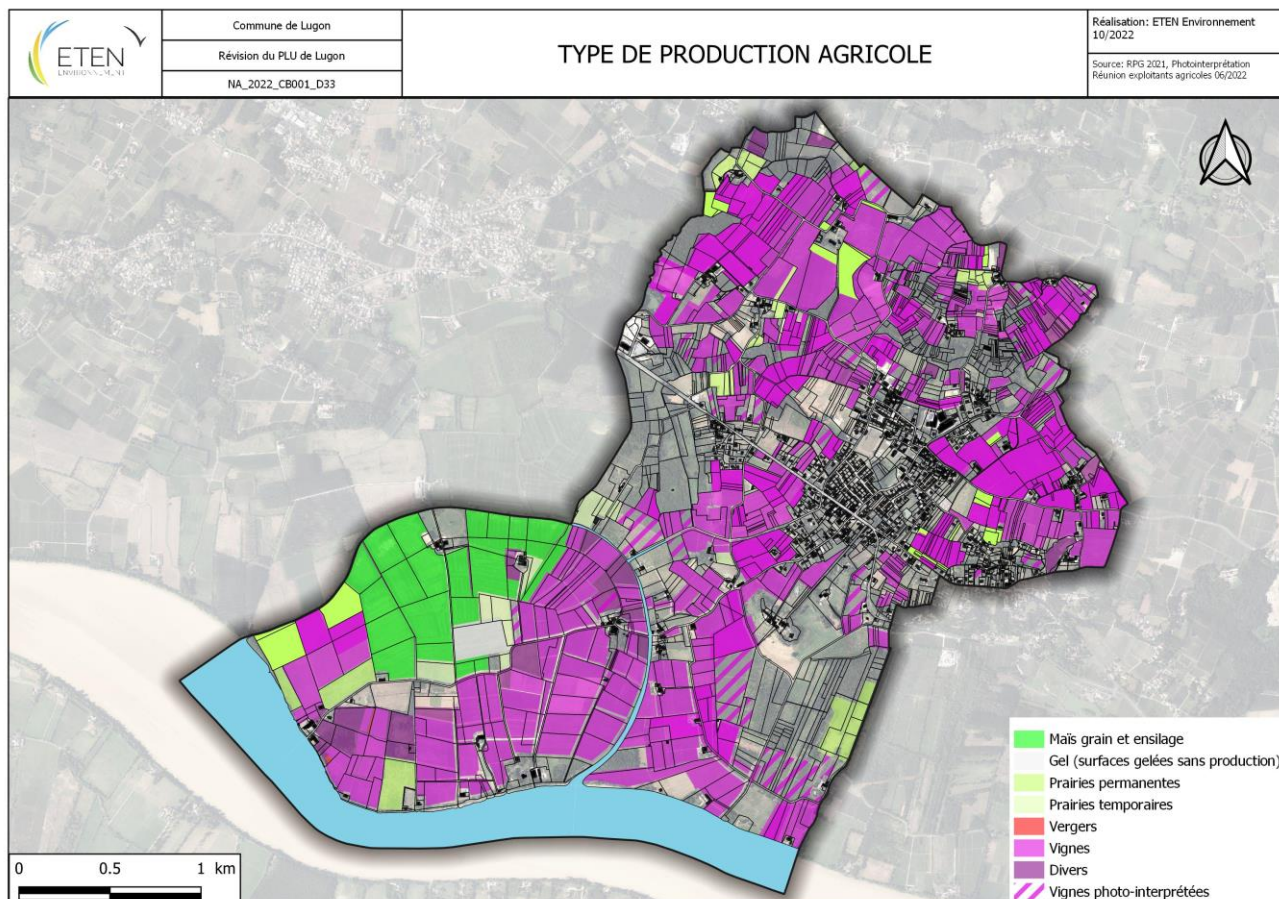 ETEN
ENVIRONNEMENT
Commune de Lugon
Révision du PLU de Lugon
NA_2022_CB001_D33
TYPE DE PRODUCTION AGRICOLE
Réalisation: ETEN Environnement
10/2022
Source: RPG 2021, Photointerprétation
Réunion exploitants agricoles 06/2022
Maïs grain et ensilage
Gel (surfaces gelées sans production)
Prairies permanentes
Prairies temporaires
Vergers
Vignes
Divers
Vignes photo-interprétées
0 0.5 1 km